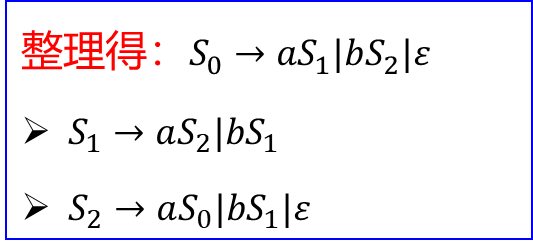 整理得：S₀ → aS₁|bS₂|ε
➢ S₁ → aS₂|bS₁
➢ S₂ → aS₀|bS₁|ε